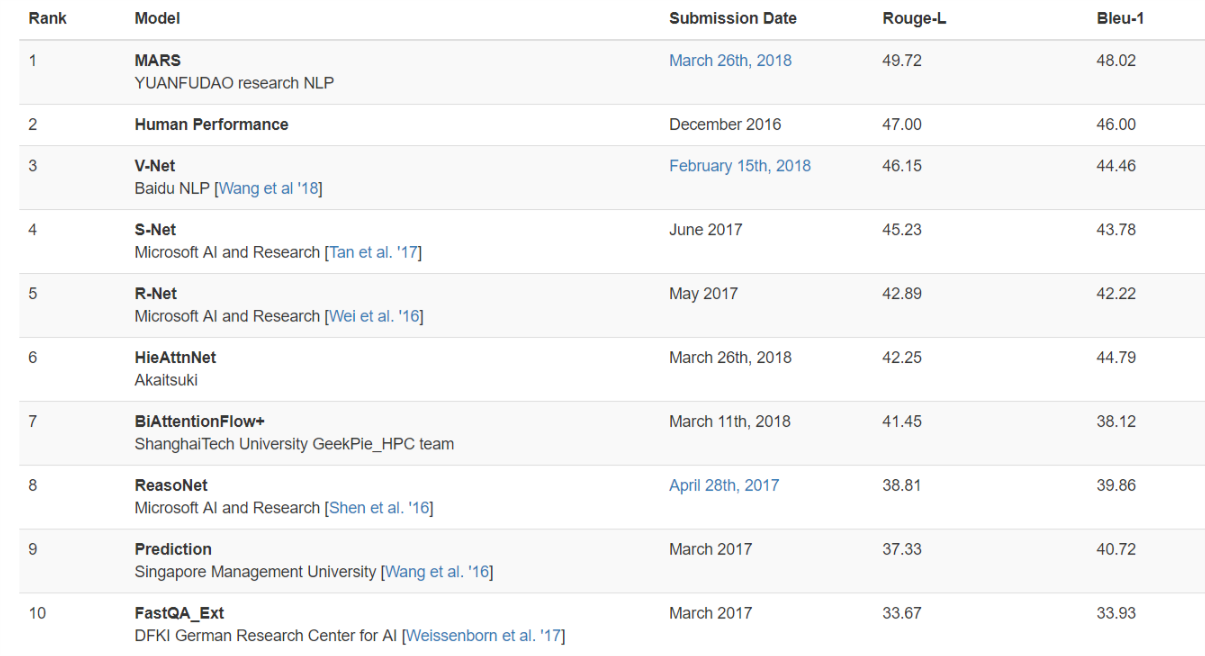 Rank Model Submission Date Rouge-L Bleu-1
1 MARS March 26th, 2018 49.72 48.02
YUANFUDAO research NLP
2 Human Performance December 2016 47.00 46.00
3 V-Net February 15th, 2018 46.15 44.46
Baidu NLP [Wang et al '18]
4 S-Net June 2017 45.23 43.78
Microsoft AI and Research [Tan et al. '17]
5 R-Net May 2017 42.89 42.22
Microsoft AI and Research [Wei et al. '16]
6 HieAttnNet March 26th, 2018 42.25 44.79
Akaitsuki
7 BiAttentionFlow+ March 11th, 2018 41.45 38.12
ShanghaiTech University GeekPie_HPC team
8 ReasoNet April 28th, 2017 38.81 39.86
Microsoft AI and Research [Shen et al. '16]
9 Prediction March 2017 37.33 40.72
Singapore Management University [Wang et al. '16]
10 FastQA_Ext March 2017 33.67 33.93
DFKI German Research Center for AI [Weissenborn et al. '17]